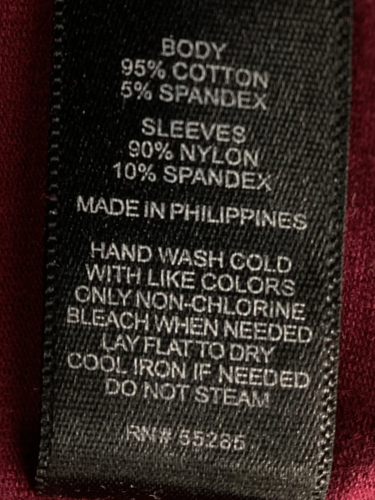 BODY
95% COTTON
5% SPANDEX
SLEEVES
90% NYLON
10% SPANDEX
MADE IN PHILIPPINES
HAND WASH COLD
WITH LIKE COLORS
ONLY NON-CHLORINE
BLEACH WHEN NEEDED
LAY FLAT TO DRY
COOL IRON IF NEEDED
DO NOT STEAM
RN# 55285